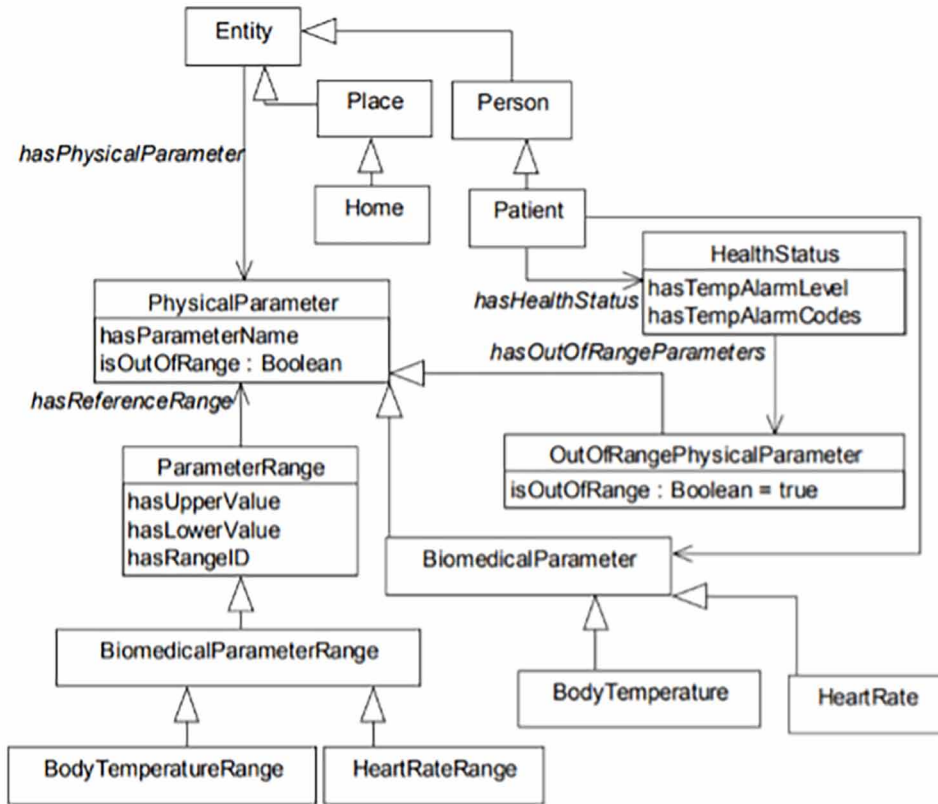 Entity
Place
Person
hasPhysicalParameter
Home
Patient
HealthStatus
hasTempAlarmLevel
hasTempAlarmCodes
hasHealthStatus
PhysicalParameter
hasParameterName
isOutOfRange : Boolean
hasOutOfRangeParameters
hasReferenceRange
ParameterRange
hasUpperValue
hasLowerValue
hasRangeID
OutOfRangePhysicalParameter
isOutOfRange : Boolean = true
BiomedicalParameter
BiomedicalParameterRange
BodyTemperature
HeartRate
BodyTemperatureRange
HeartRateRange